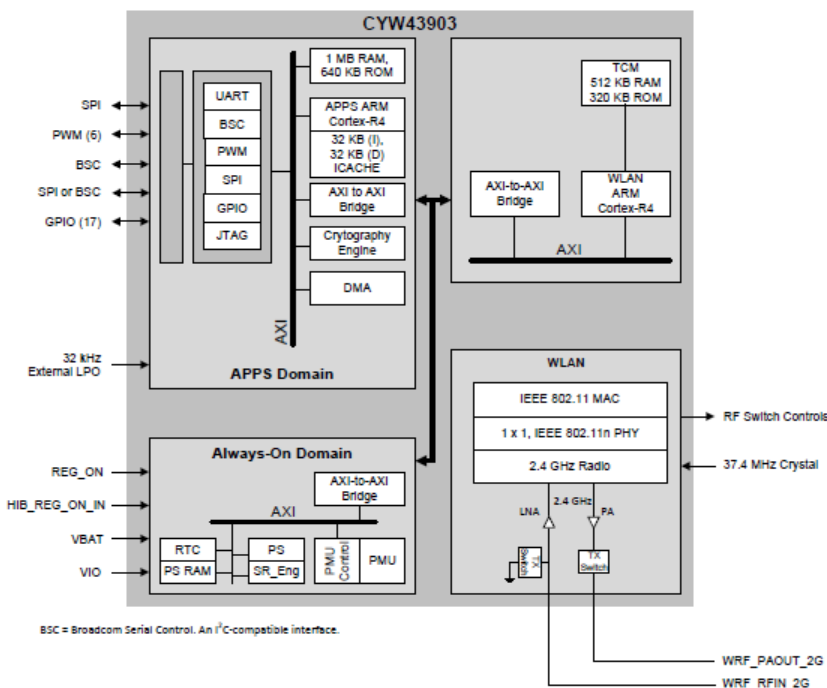 CYW43903
1 MB RAM,
640 KB ROM
UART
BSC
PWM
SPI
GPIO
JTAG
APPS ARM
Cortex-R4
32 KB (I),
32 KB (D)
ICACHE
AXI to AXI
Bridge
Crytography
Engine
DMA
AXI
APPS Domain
SPI
PWM (6)
BSC
SPI or BSC
GPIO (17)
32 kHz
External LPO
TCM
512 KB RAM
320 KB ROM
AXI-to-AXI
Bridge
WLAN
ARM
Cortex-R4
AXI
Always-On Domain
AXI-to-AXI
Bridge
AXI
RTC
PS RAM
PS
SR_Eng
PMU
Control
PMU
REG_ON
HIB_REG_ON_IN
VBAT
VIO
WLAN
IEEE 802.11 MAC
1 x 1, IEEE 802.11n PHY
2.4 GHz Radio
LNA
2.4 GHz
PA
TX
Switch
TX
Switch
RF Switch Controls
37.4 MHz Crystal
WRF_PAOUT_2G
WRF_RFIN_2G
BSC = Broadcom Serial Control. An I²C-compatible interface.